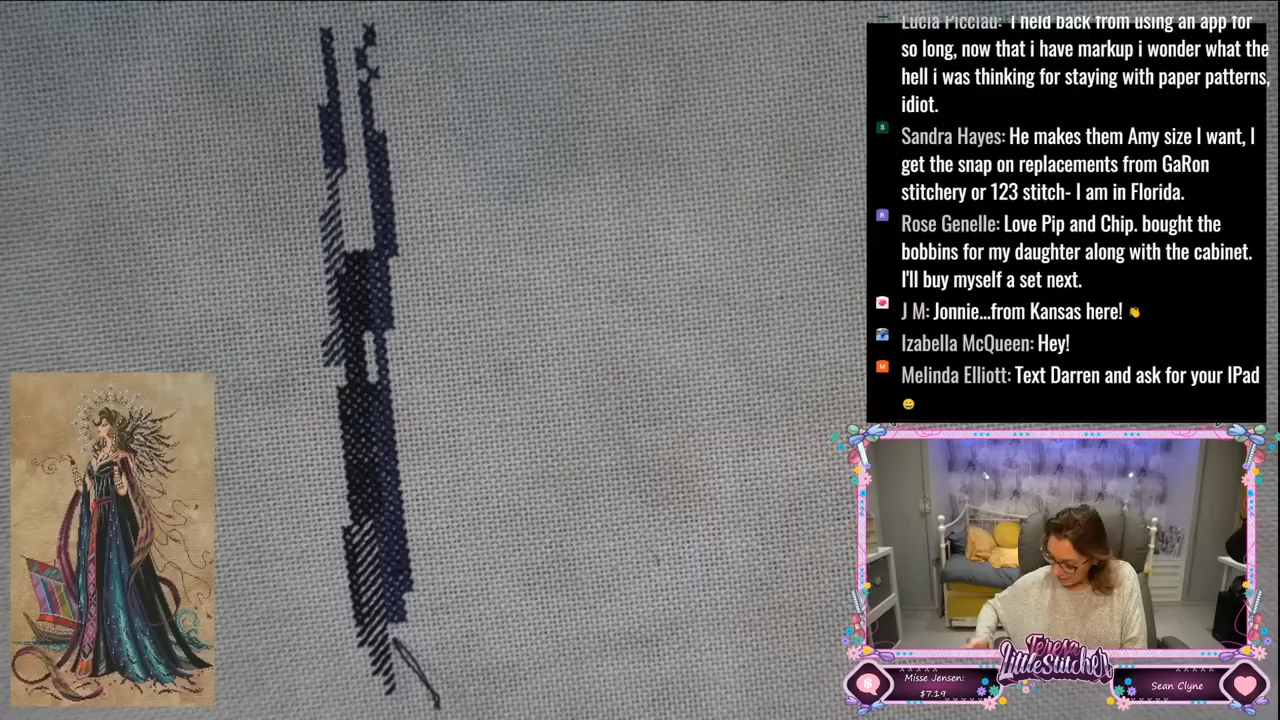 Lucia Picelau: I held back from using an app for
so long, now that i have markup i wonder what the
hell i was thinking for staying with paper patterns,
idiot.
Sandra Hayes: He makes them Amy size I want, I
get the snap on replacements from GaRon
stitchery or 123 stitch- I am in Florida.
Rose Genelle: Love Pip and Chip. bought the
bobbins for my daughter along with the cabinet.
I'll buy myself a set next.
J M: Jonnie...from Kansas here! 👋
Izabella McQueen: Hey!
Melinda Elliott: Text Darren and ask for your IPad
😀
Teresa
LittleStitcher
Misse Jensen:
$7.19
Sean Clyne